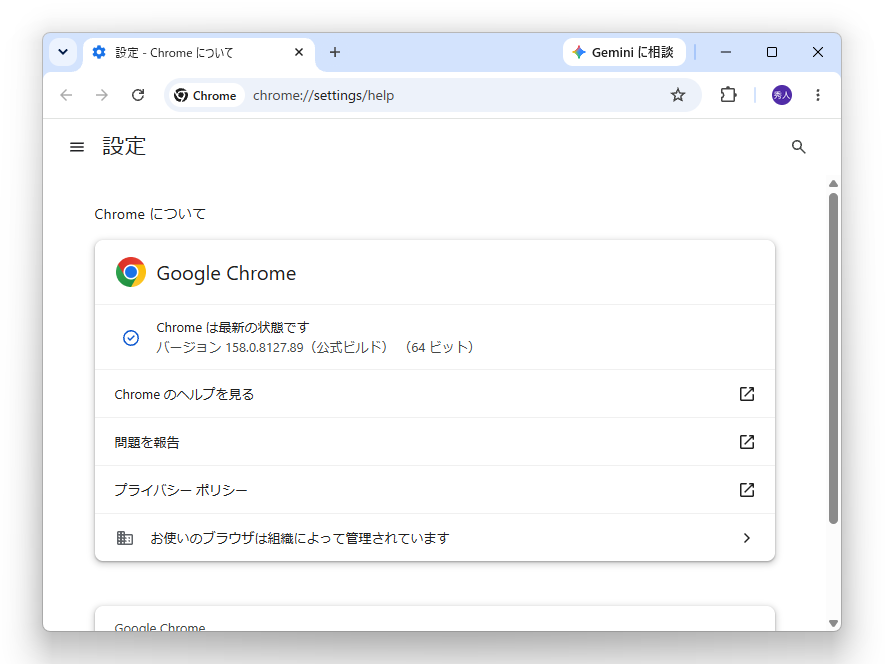 設定 - Chrome について
Gemini に相談
Chrome
chrome://settings/help
秀人
設定
Chrome について
Google Chrome
Chrome は最新の状態です
バージョン 158.0.8127.89（公式ビルド） （64 ビット）
Chrome のヘルプを見る
問題を報告
プライバシー ポリシー
お使いのブラウザは組織によって管理されています
Google Chrome